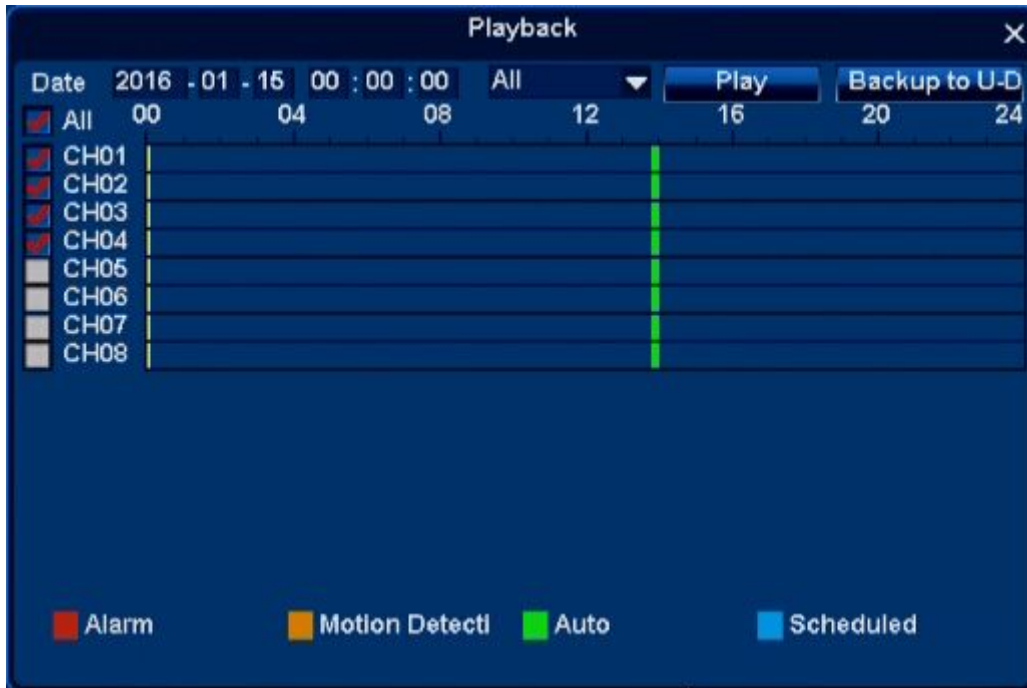 Playback
Date 2016 - 01 - 15 00 : 00 : 00 All Play Backup to U-D
All 00 04 08 12 16 20 24
CH01
CH02
CH03
CH04
CH05
CH06
CH07
CH08
Alarm Motion Detecti Auto Scheduled